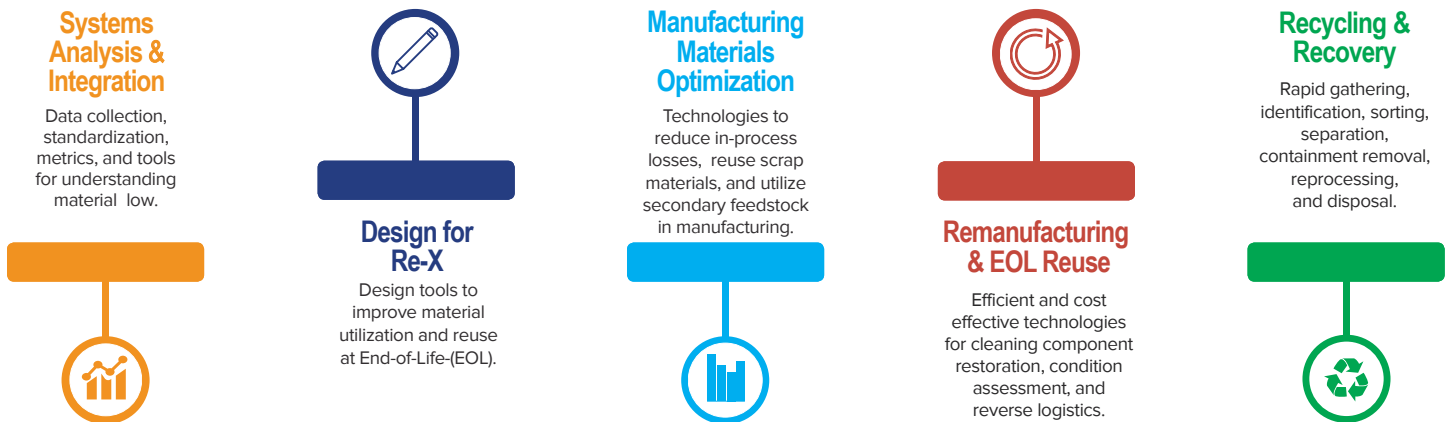 Systems
Analysis &
Integration
Data collection,
standardization,
metrics, and tools
for understanding
material low.
Design for
Re-X
Design tools to
improve material
utilization and reuse
at End-of-Life-(EOL).
Manufacturing
Materials
Optimization
Technologies to
reduce in-process
losses, reuse scrap
materials, and utilize
secondary feedstock
in manufacturing.
Remanufacturing
& EOL Reuse
Efficient and cost
effective technologies
for cleaning component
restoration, condition
assessment, and
reverse logistics.
Recycling &
Recovery
Rapid gathering,
identification, sorting,
separation,
containment removal,
reprocessing,
and disposal.